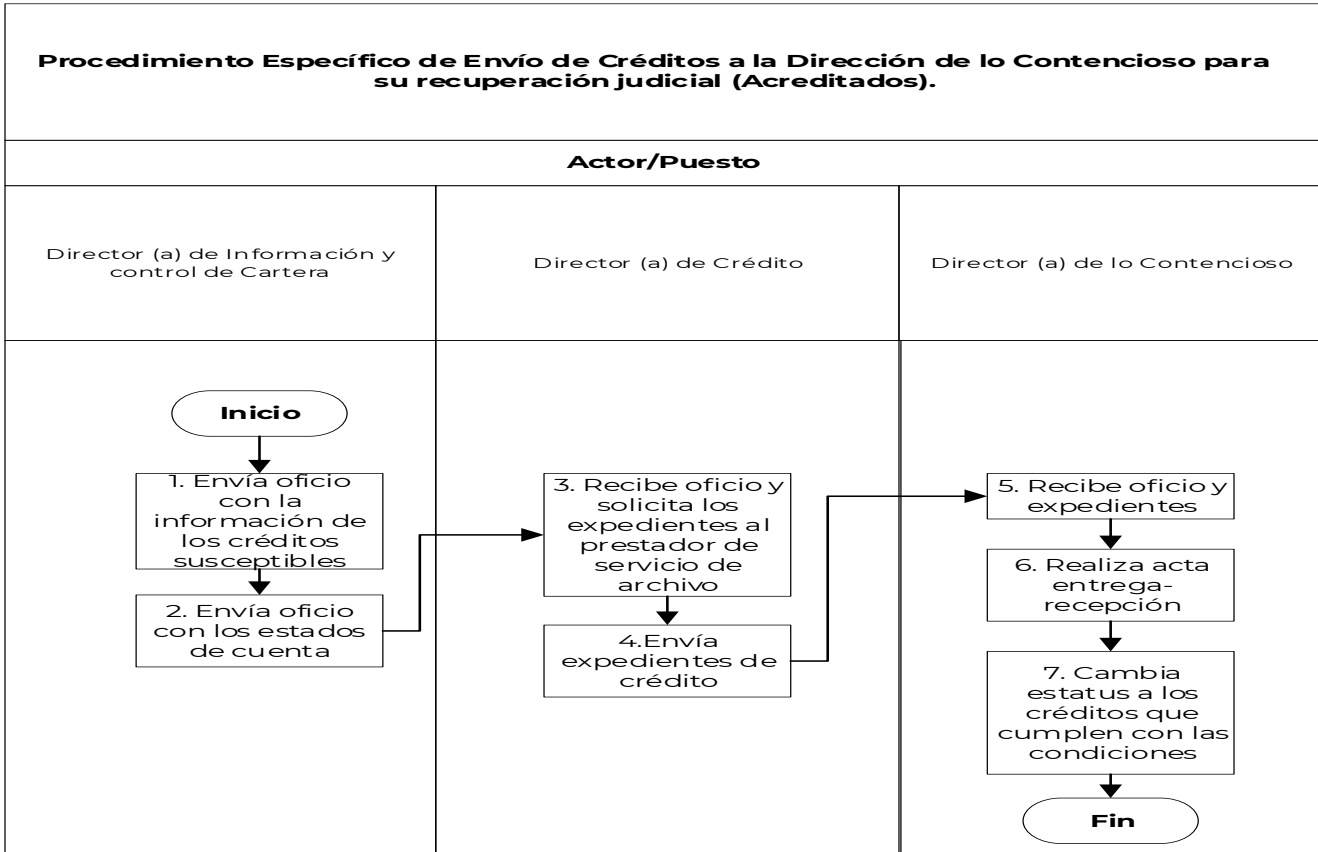 Procedimiento Específico de Envío de Créditos a la Dirección de lo Contencioso para
su recuperación judicial (Acreditados).
Actor/Puesto
Director (a) de Información y
control de Cartera
Director (a) de Crédito
Director (a) de lo Contencioso
Inicio
1. Envía oficio
con la
información de
los créditos
susceptibles
2. Envía oficio
con los estados
de cuenta
3. Recibe oficio y
solicita los
expedientes al
prestador de
servicio de
archivo
4.Envía
expedientes de
crédito
5. Recibe oficio y
expedientes
6. Realiza acta
entrega-
recepción
7. Cambia
estatus a los
créditos que
cumplen con las
condiciones
Fin